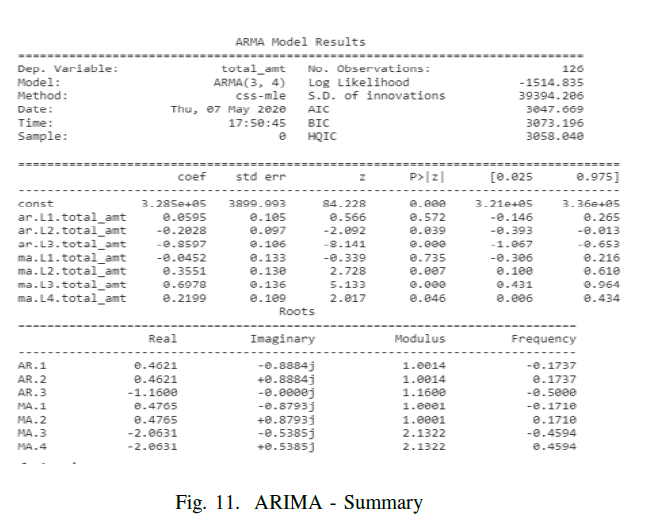 ARMA Model Results
==============================================================================
Dep. Variable: total_amt No. Observations: 126
Model: ARMA(3, 4) Log Likelihood -1514.835
Method: css-mle S.D. of innovations 39394.206
Date: Thu, 07 May 2020 AIC 3047.669
Time: 17:50:45 BIC 3073.196
Sample: 0 HQIC 3058.040
==============================================================================
coef std err z P>|z| [0.025 0.975]
------------------------------------------------------------------------------
const 3.285e+05 3899.993 84.228 0.000 3.21e+05 3.36e+05
ar.L1.total_amt 0.0595 0.105 0.566 0.572 -0.146 0.265
ar.L2.total_amt -0.2028 0.097 -2.092 0.039 -0.393 -0.013
ar.L3.total_amt -0.8597 0.106 -8.141 0.000 -1.067 -0.653
ma.L1.total_amt -0.0452 0.133 -0.339 0.735 -0.306 0.216
ma.L2.total_amt 0.3551 0.130 2.728 0.007 0.100 0.610
ma.L3.total_amt 0.6978 0.136 5.133 0.000 0.431 0.964
ma.L4.total_amt 0.2199 0.109 2.017 0.046 0.006 0.434
Roots
------------------------------------------------------------------------------
Real Imaginary Modulus Frequency
------------------------------------------------------------------------------
AR.1 0.4621 -0.8884j 1.0014 -0.1737
AR.2 0.4621 +0.8884j 1.0014 0.1737
AR.3 -1.1600 -0.0000j 1.1600 -0.5000
MA.1 0.4765 -0.8793j 1.0001 -0.1710
MA.2 0.4765 +0.8793j 1.0001 0.1710
MA.3 -2.0631 -0.5385j 2.1322 -0.4594
MA.4 -2.0631 +0.5385j 2.1322 0.4594
Fig. 11. ARIMA - Summary